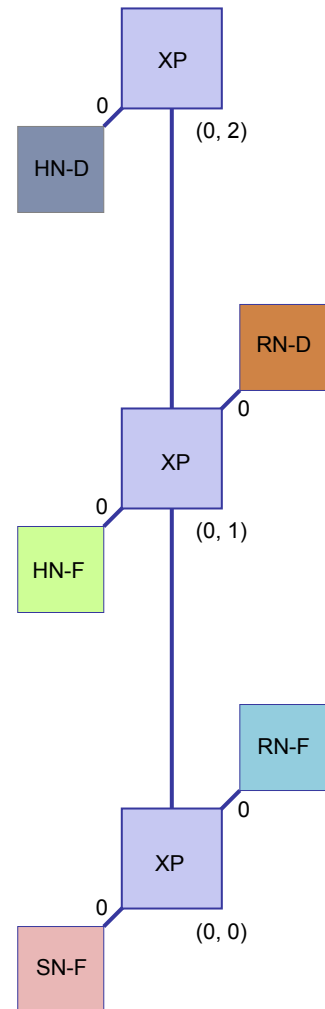 XP
0
(0, 2)
HN-D
RN-D
0
XP
0
(0, 1)
HN-F
RN-F
0
XP
0
(0, 0)
SN-F